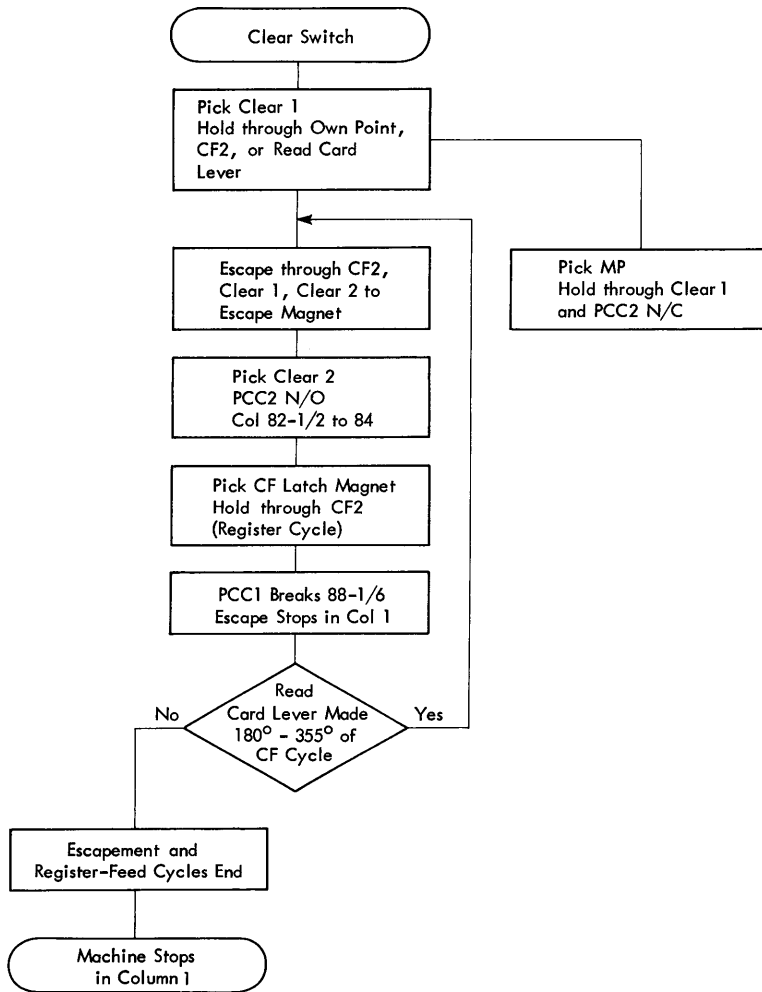 Clear Switch
Pick Clear 1
Hold through Own Point,
CF2, or Read Card
Lever
Escape through CF2,
Clear 1, Clear 2 to
Escape Magnet
Pick MP
Hold through Clear 1
and PCC2 N/C
Pick Clear 2
PCC2 N/O
Col 82-1/2 to 84
Pick CF Latch Magnet
Hold through CF2
(Register Cycle)
PCC1 Breaks 88-1/6
Escape Stops in Col 1
No
Read
Card Lever Made
180° - 355° of
CF Cycle
Yes
Escapement and
Register-Feed Cycles End
Machine Stops
in Column 1